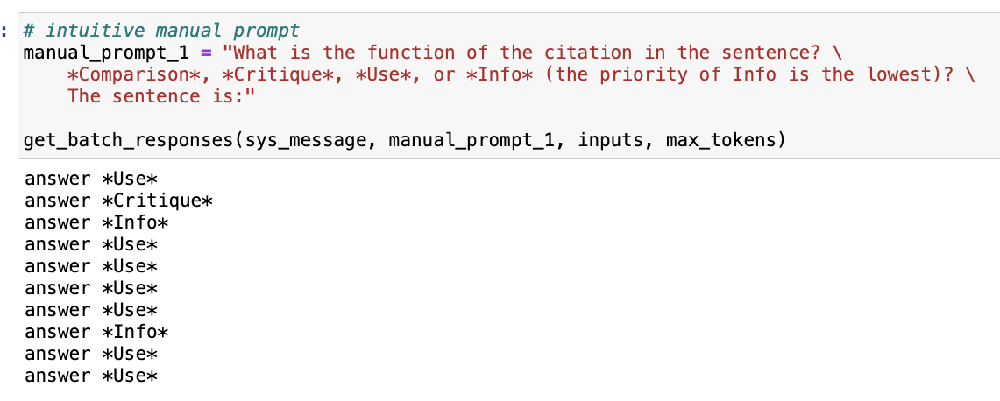 :
# intuitive manual prompt
manual_prompt_1 = "What is the function of the citation in the sentence? \
*Comparison*, *Critique*, *Use*, or *Info* (the priority of Info is the lowest)? \
The sentence is:"
get_batch_responses(sys_message, manual_prompt_1, inputs, max_tokens)
answer *Use*
answer *Critique*
answer *Info*
answer *Use*
answer *Use*
answer *Use*
answer *Use*
answer *Info*
answer *Use*
answer *Use*